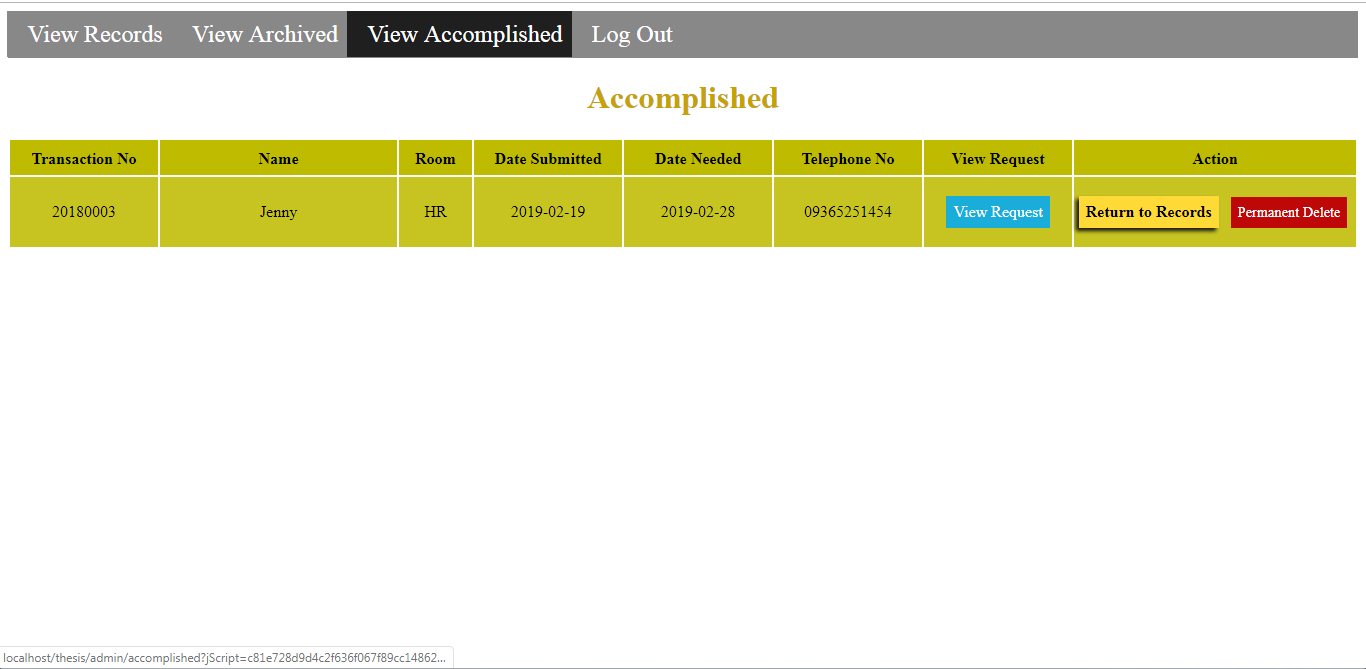 View Records View Archived View Accomplished Log Out
Accomplished
Transaction No Name Room Date Submitted Date Needed Telephone No View Request Action
20180003 Jenny HR 2019-02-19 2019-02-28 09365251454 View Request Return to Records Permanent Delete
localhost/thesis/admin/accomplished?jScript=c81e728d9d4c2f636f067f89cc14862...